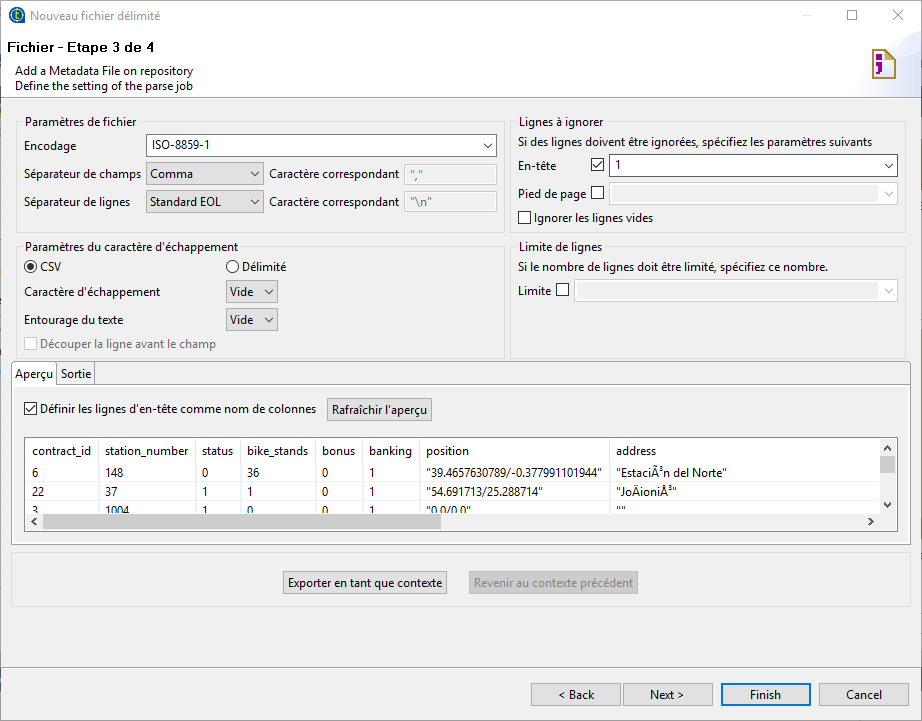 Nouveau fichier délimité
Fichier - Etape 3 de 4
Add a Metadata File on repository
Define the setting of the parse job
Paramètres de fichier
Encodage ISO-8859-1
Séparateur de champs Comma Caractère correspondant ","
Séparateur de lignes Standard EOL Caractère correspondant "\n"
Lignes à ignorer
Si des lignes doivent être ignorées, spécifiez les paramètres suivants
En-tête 1
Pied de page
Ignorer les lignes vides
Paramètres du caractère d'échappement
CSV Délimité
Caractère d'échappement Vide
Entourage du texte Vide
Découper la ligne avant le champ
Limite de lignes
Si le nombre de lignes doit être limité, spécifiez ce nombre.
Limite
Aperçu Sortie
Définir les lignes d'en-tête comme nom de colonnes Rafraîchir l'aperçu
contract_id station_number status bike_stands bonus banking position address
6 148 0 36 0 1 "39.4657630789/-0.377991101944" "EstaciÃ³n del Norte"
22 37 1 1 0 1 "54.691713/25.288714" "JoÄioniÅ³"
3 1004 1 0 0 1 "0.0/0.0" ""
Exporter en tant que contexte Revenir au contexte précédent
< Back Next > Finish Cancel